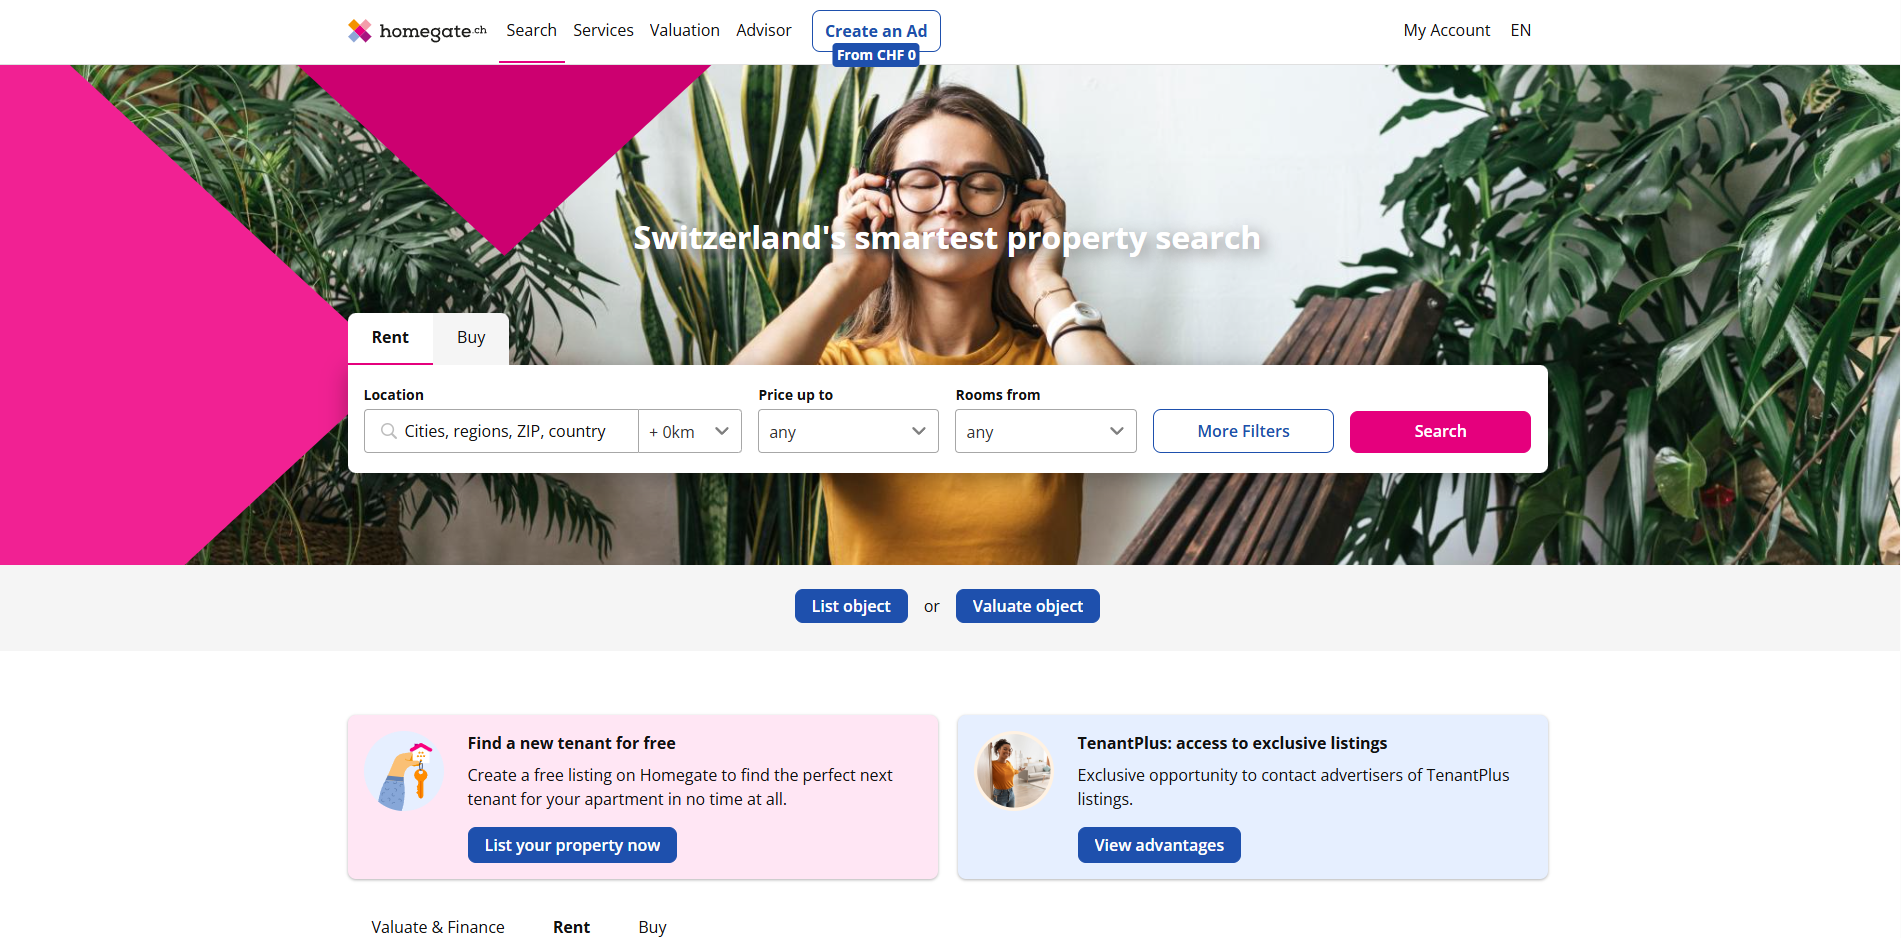 homegate.ch Search Services Valuation Advisor Create an Ad My Account EN
From CHF 0
Switzerland's smartest property search
Rent Buy
Location Price up to Rooms from
Cities, regions, ZIP, country + 0km any any More Filters Search
List object or Valuate object
Find a new tenant for free
Create a free listing on Homegate to find the perfect next
tenant for your apartment in no time at all.
List your property now
TenantPlus: access to exclusive listings
Exclusive opportunity to contact advertisers of TenantPlus
listings.
View advantages
Valuate & Finance Rent Buy